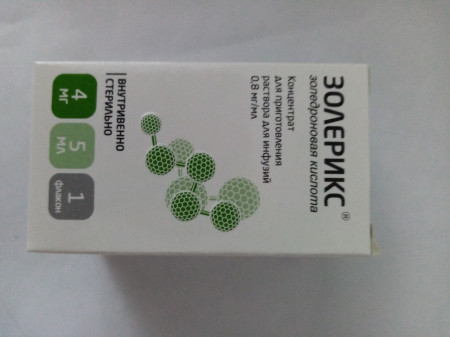 ЗОЛЕРИКС®
золедроновая кислота
Концентрат
для приготовления
раствора для инфузий
0,8 мг/мл
ВНУТРИВЕННО
СТЕРИЛЬНО
4
мг
5
мл
1
флакон